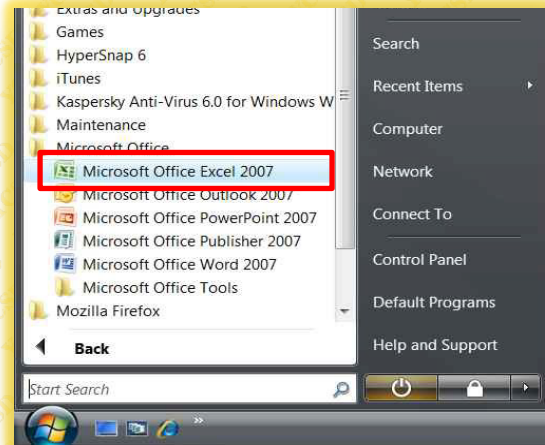 Extras and Upgrades
Games
HyperSnap 6
iTunes
Kaspersky Anti-Virus 6.0 for Windows W
Maintenance
Microsoft Office
Microsoft Office Excel 2007
Microsoft Office Outlook 2007
Microsoft Office PowerPoint 2007
Microsoft Office Publisher 2007
Microsoft Office Word 2007
Microsoft Office Tools
Mozilla Firefox
Back
Start Search
Search
Recent Items
Computer
Network
Connect To
Control Panel
Default Programs
Help and Support